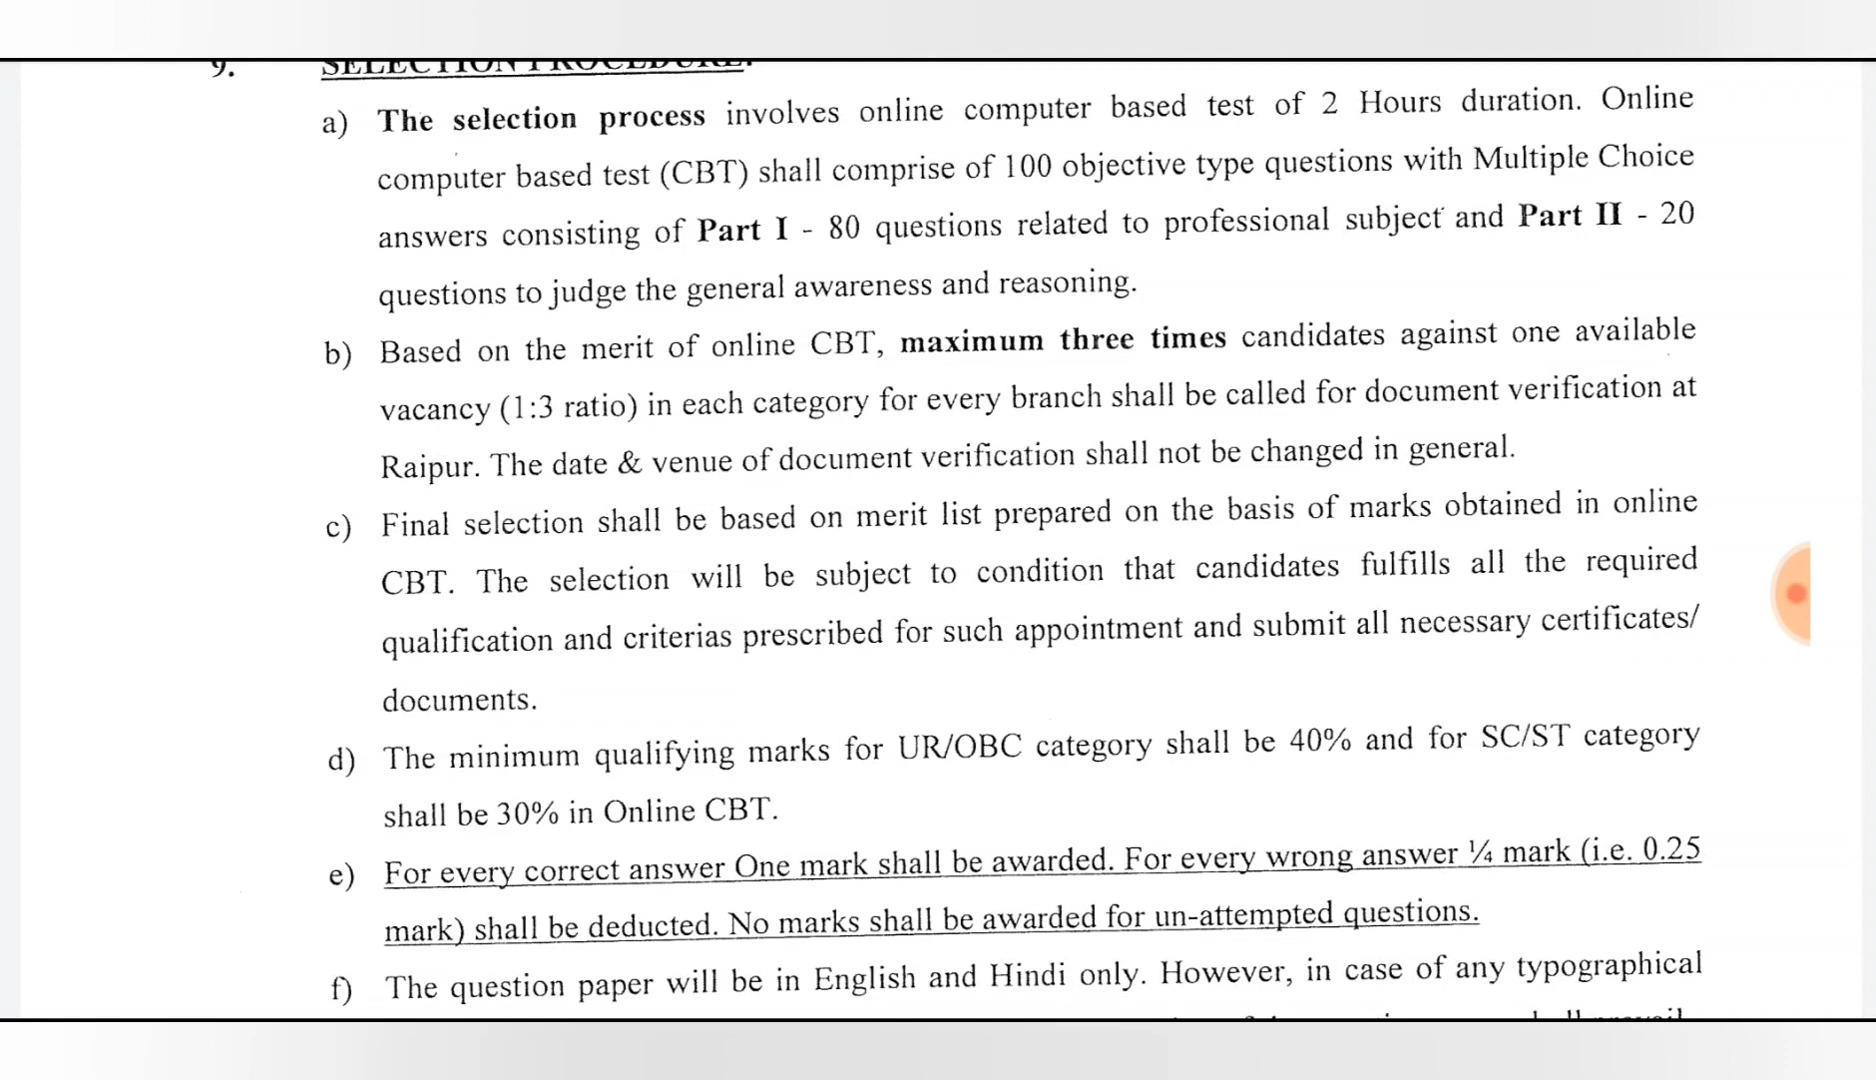 9. SELECTION PROCEDURE:
a) The selection process involves online computer based test of 2 Hours duration. Online
computer based test (CBT) shall comprise of 100 objective type questions with Multiple Choice
answers consisting of Part I - 80 questions related to professional subject and Part II - 20
questions to judge the general awareness and reasoning.
b) Based on the merit of online CBT, maximum three times candidates against one available
vacancy (1:3 ratio) in each category for every branch shall be called for document verification at
Raipur. The date & venue of document verification shall not be changed in general.
c) Final selection shall be based on merit list prepared on the basis of marks obtained in online
CBT. The selection will be subject to condition that candidates fulfills all the required
qualification and criterias prescribed for such appointment and submit all necessary certificates/
documents.
d) The minimum qualifying marks for UR/OBC category shall be 40% and for SC/ST category
shall be 30% in Online CBT.
e) For every correct answer One mark shall be awarded. For every wrong answer ¼ mark (i.e. 0.25
mark) shall be deducted. No marks shall be awarded for un-attempted questions.
f) The question paper will be in English and Hindi only. However, in case of any typographical